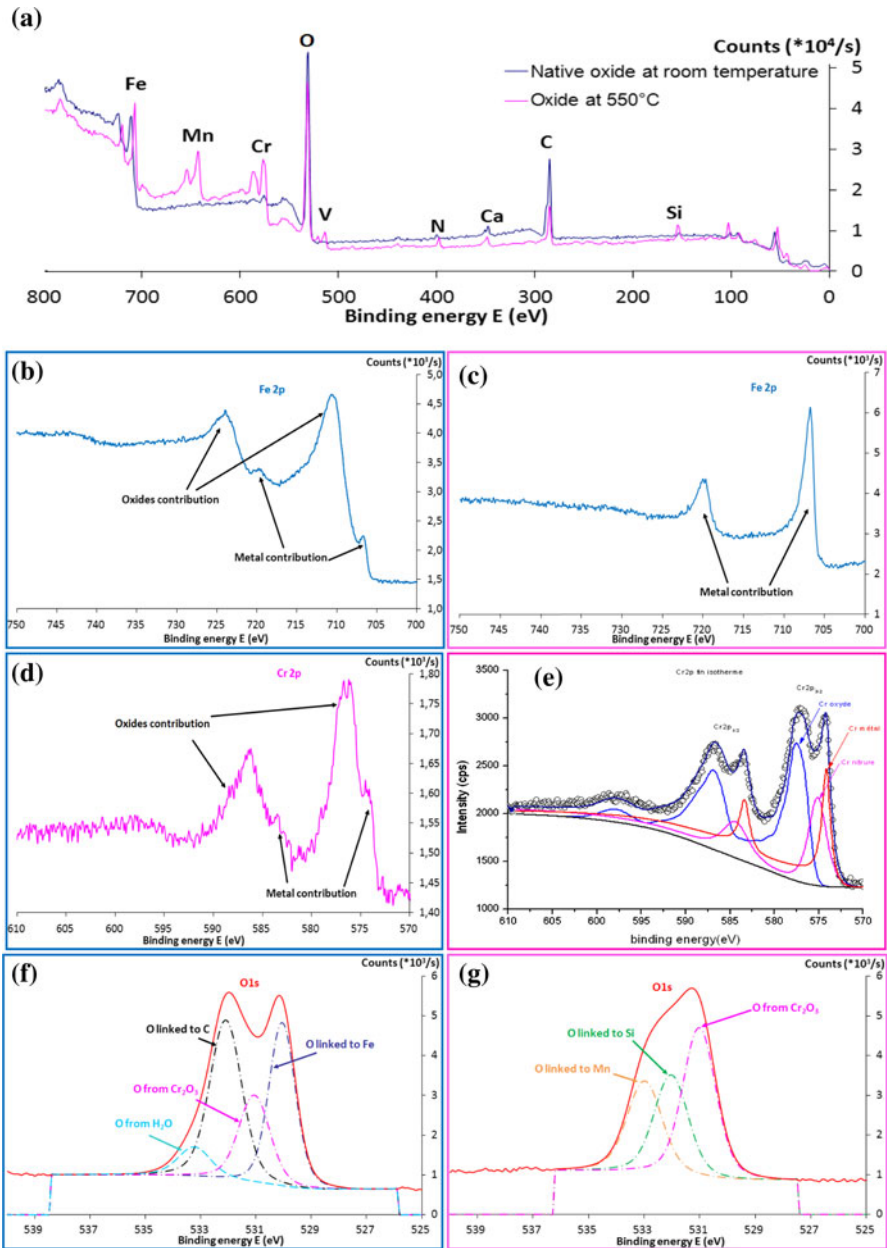 (a)
Counts (*10⁴/s)
Native oxide at room temperature
Oxide at 550°C
Fe
Mn
Cr
O
V
N
Ca
C
Si
5
4
3
2
1
0
800 700 600 500 400 300 200 100 0
Binding energy E (eV)
(b)
Counts (*10³/s)
Fe 2p
Oxides contribution
Metal contribution
5,0
4,5
4,0
3,5
3,0
2,5
2,0
1,5
1,0
750 745 740 735 730 725 720 715 710 705 700
Binding energy E (eV)
(c)
Counts (*10³/s)
Fe 2p
Metal contribution
7
6
5
4
3
2
1
750 745 740 735 730 725 720 715 710 705 700
Binding energy E (eV)
(d)
Counts (*10³/s)
Cr 2p
Oxides contribution
Metal contribution
1,80
1,75
1,70
1,65
1,60
1,55
1,50
1,45
1,40
610 605 600 595 590 585 580 575 570
Binding energy E (eV)
(e)
Cr2p fin isotherme
Cr2p₁/₂
Cr2p₃/₂
Cr oxyde
Cr métal
Cr nitrure
Intensity (cps)
3500
3000
2500
2000
1500
1000
610 605 600 595 590 585 580 575 570
binding energy(eV)
(f)
Counts (*10³/s)
O1s
O linked to C
O linked to Fe
O from Cr₂O₃
O from H₂O
6
5
4
3
2
1
0
539 537 535 533 531 529 527 525
Binding energy E (eV)
(g)
Counts (*10³/s)
O1s
O from Cr₂O₃
O linked to Si
O linked to Mn
6
5
4
3
2
1
0
539 537 535 533 531 529 527 525
Binding energy E (eV)